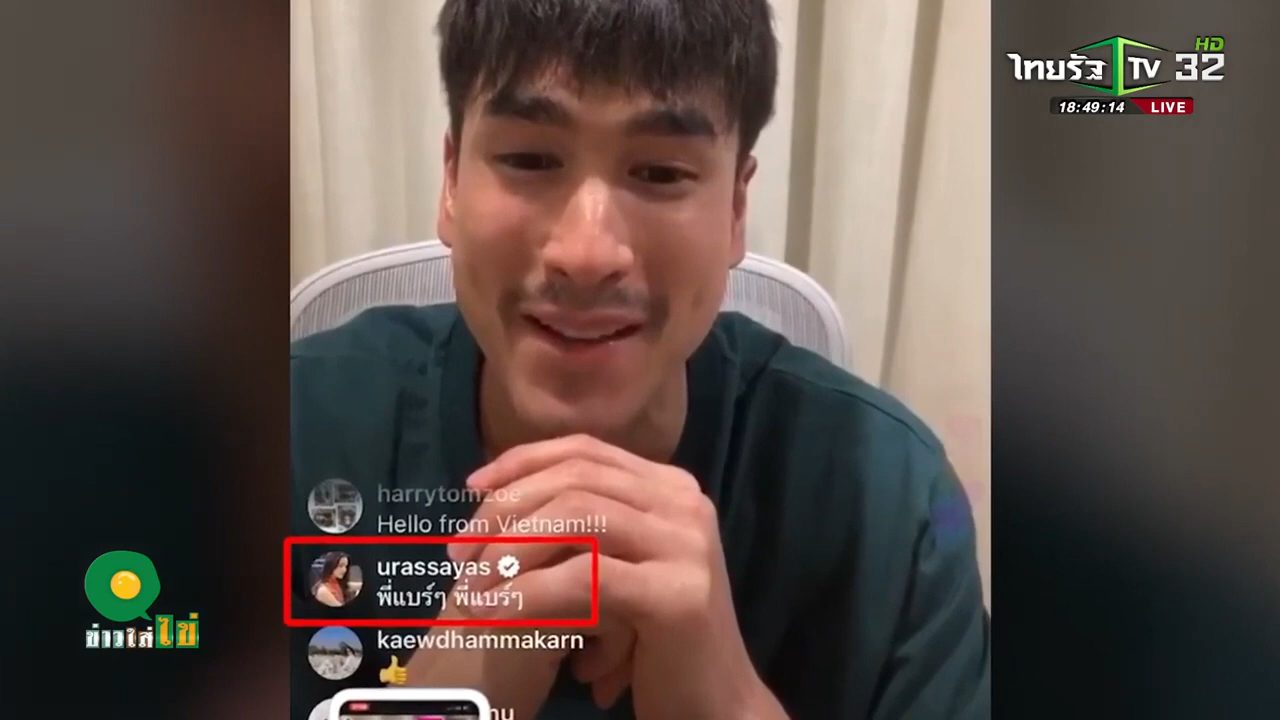 ไทยรัฐ TV 32 HD
18:49:14 LIVE
harrytomzoe
Hello from Vietnam!!!
urassayas
พี่แบร์ๆ พี่แบร์ๆ
kaewdhammakarn
ข่าวใส่ไข่